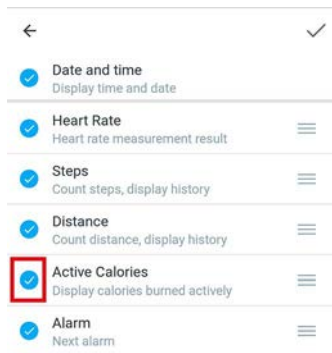 Date and time
Display time and date
Heart Rate
Heart rate measurement result
Steps
Count steps, display history
Distance
Count distance, display history
Active Calories
Display calories burned actively
Alarm
Next alarm